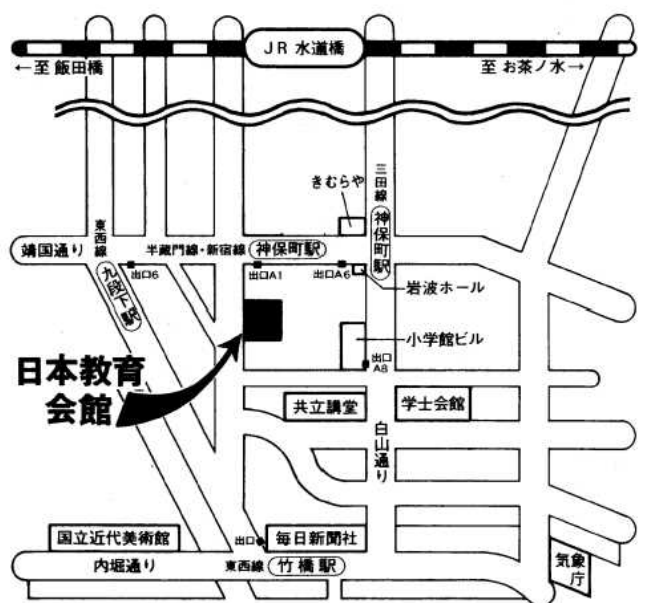 JR 水道橋
←至 飯田橋
至 お茶ノ水→
きむらや
三田線
神保町駅
東西線
九段下駅
靖国通り
半蔵門線・新宿線
神保町駅
出口6
出口A1
出口A6
岩波ホール
小学館ビル
出口
A8
日本教育
会館
共立講堂
学士会館
白山通り
国立近代美術館
出口
毎日新聞社
内堀通り
東西線
竹橋駅
気象
庁